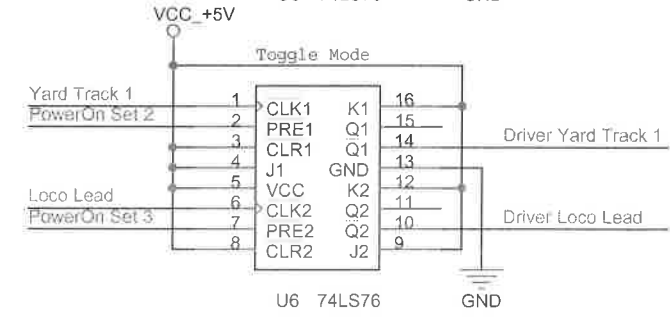 VCC_+5V
Toggle Mode
Yard Track 1
PowerOn Set 2
Loco Lead
PowerOn Set 3
1 CLK1 K1 16
2 PRE1 Q1 15
3 CLR1 Q1 14
4 J1 GND 13
5 VCC K2 12
6 CLK2 Q2 11
7 PRE2 Q2 10
8 CLR2 J2 9
Driver Yard Track 1
Driver Loco Lead
U6 74LS76
GND